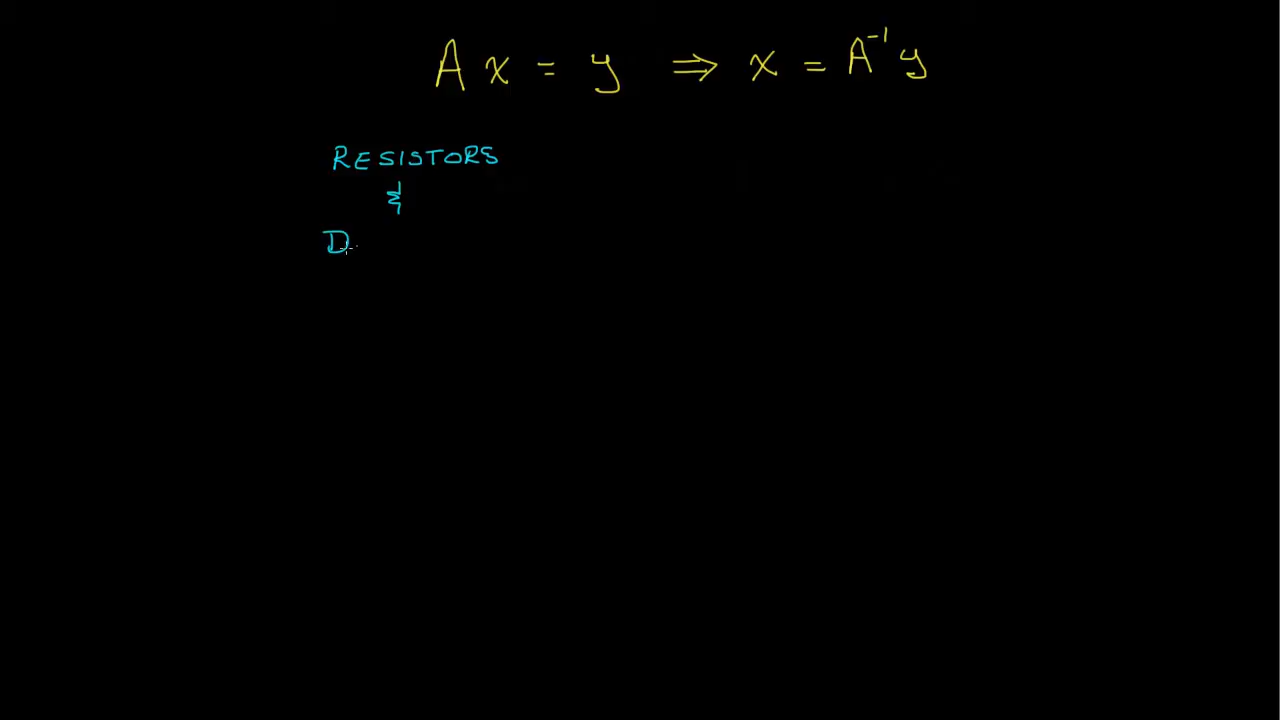 A x = y ⇒ x = A⁻¹ y
RESISTORS
D